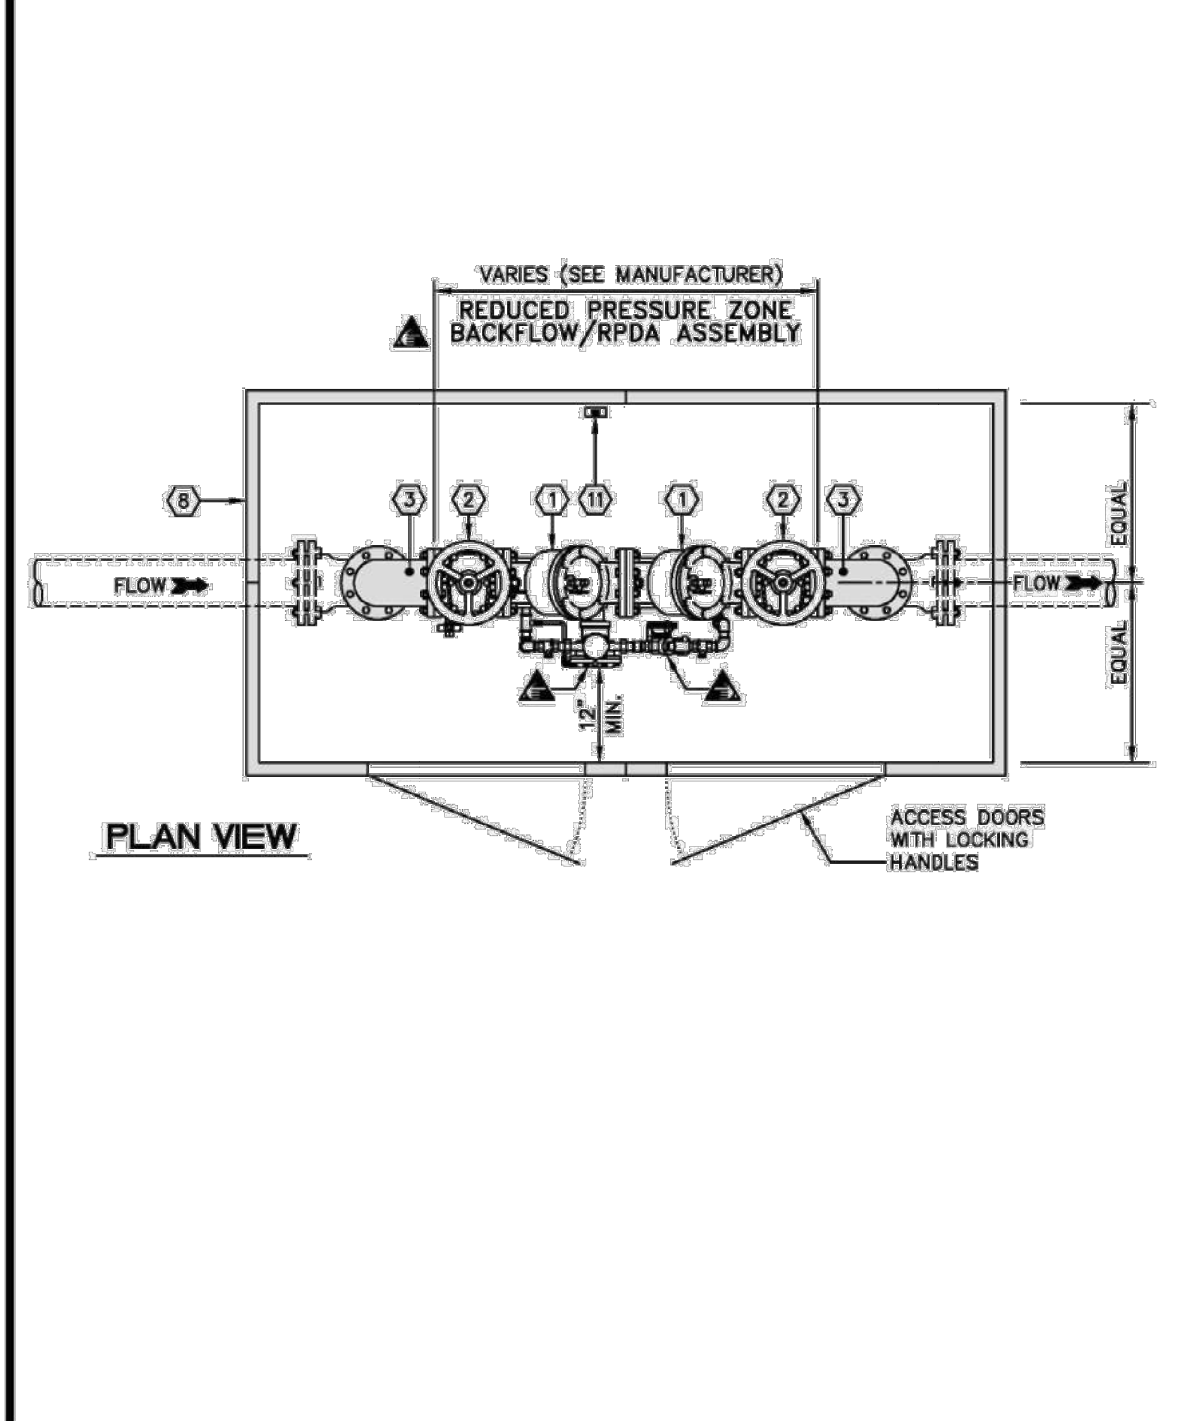 VARIES (SEE MANUFACTURER)
REDUCED PRESSURE ZONE
BACKFLOW/RPDA ASSEMBLY
8
3
2
1
11
1
2
3
EQUAL
FLOW
FLOW
EQUAL
12"
MIN.
PLAN VIEW
ACCESS DOORS
WITH LOCKING
HANDLES